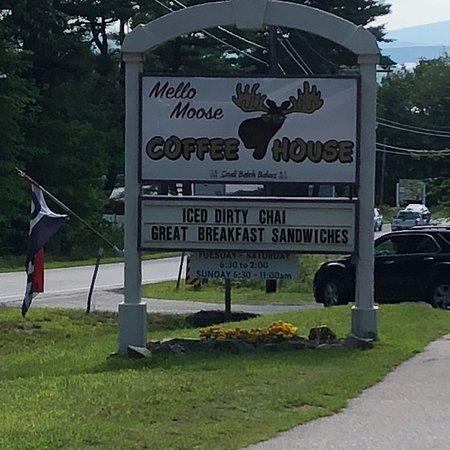 Mello
Moose
COFFEE HOUSE
Small Batch Bakers
ICED DIRTY CHAI
GREAT BREAKFAST SANDWICHES
TUESDAY - SATURDAY
6:30 to 2:00
SUNDAY 6:30 - 11:00am